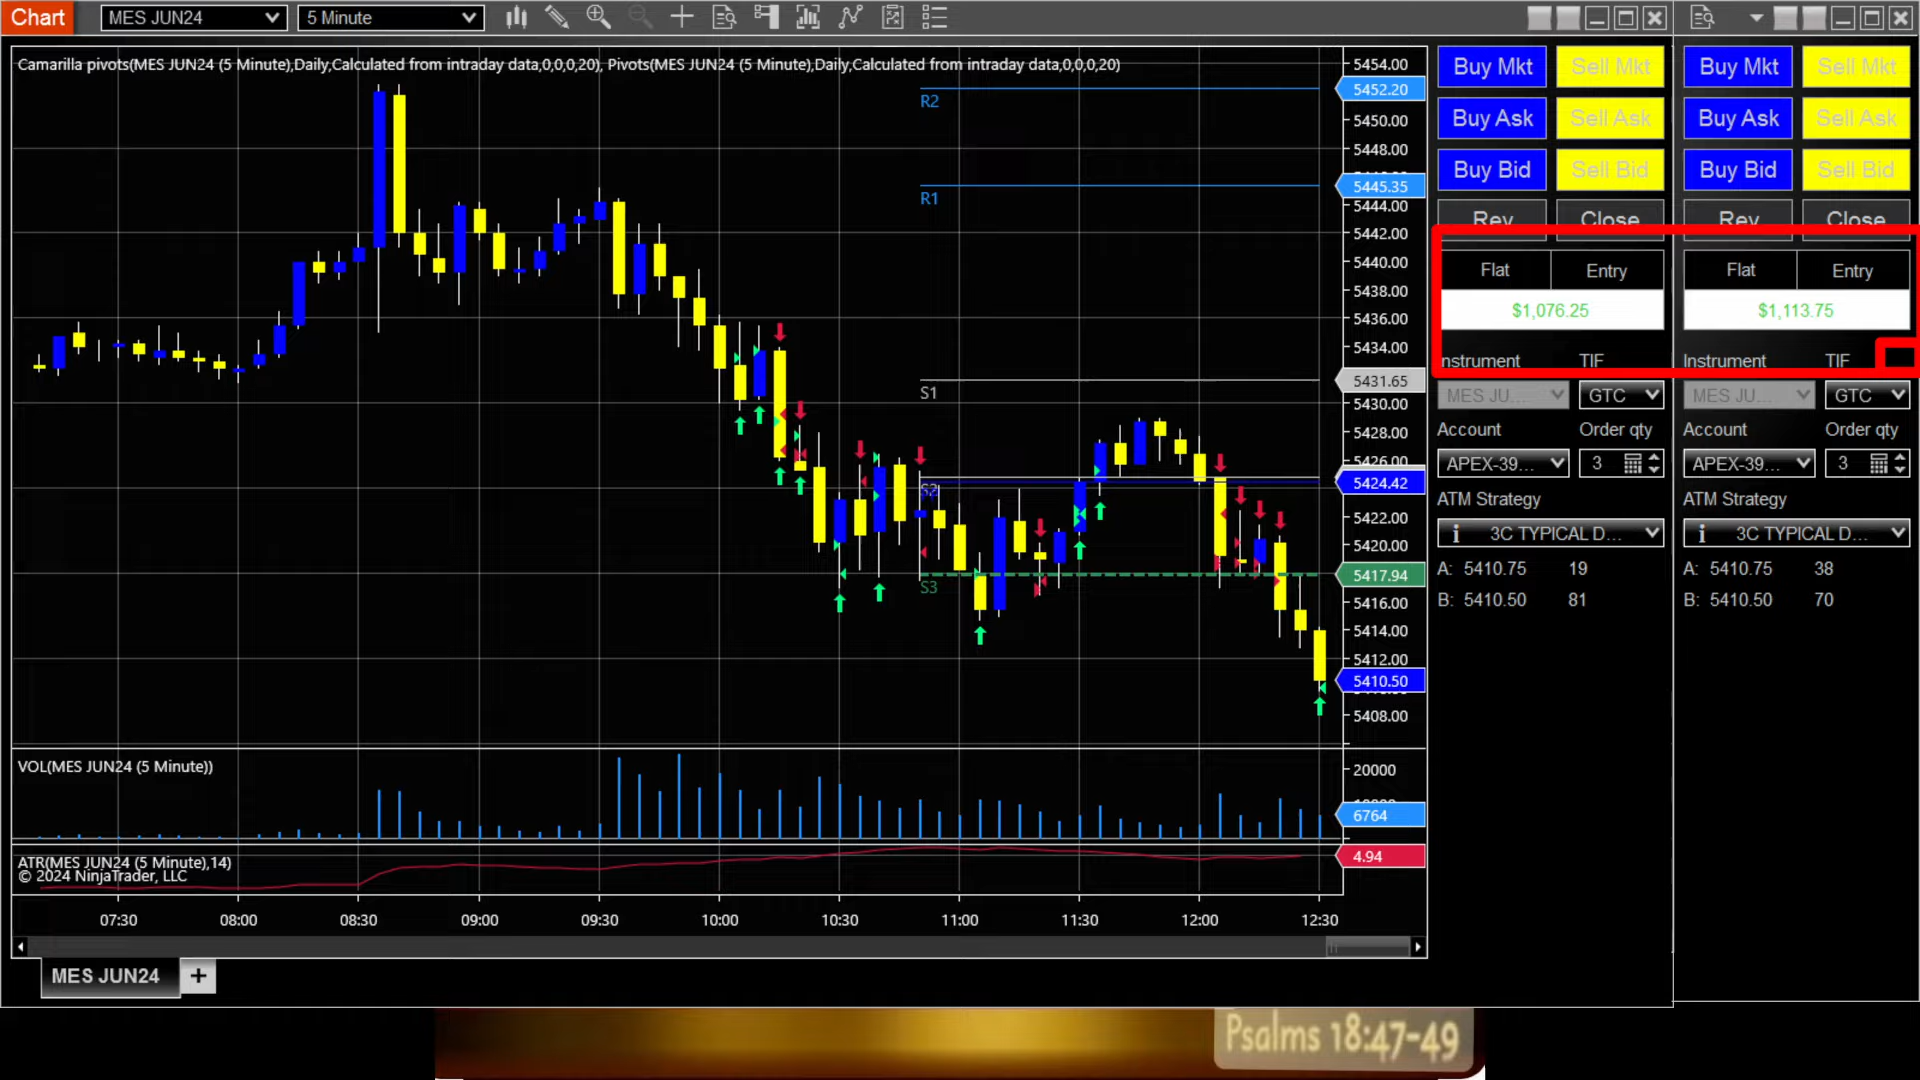 Chart MES JUN24 5 Minute
Camarilla pivots(MES JUN24 (5 Minute),Daily,Calculated from intraday data,0,0,0,20), Pivots(MES JUN24 (5 Minute),Daily,Calculated from intraday data,0,0,0,20)
5454.00
5452.20
5450.00
5448.00
5445.35
5444.00
5442.00
5440.00
5438.00
5436.00
5434.00
5431.65
5430.00
5428.00
5426.00
5424.42
5422.00
5420.00
5417.94
5416.00
5414.00
5412.00
5410.50
5408.00
R2
R1
S1
S2
S3
VOL(MES JUN24 (5 Minute))
20000
6764
ATR(MES JUN24 (5 Minute),14)
© 2024 NinjaTrader, LLC
4.94
07:30 08:00 08:30 09:00 09:30 10:00 10:30 11:00 11:30 12:00 12:30
MES JUN24 +
Buy Mkt Sell Mkt
Buy Ask Sell Ask
Buy Bid Sell Bid
Rev Close
Flat Entry
$1,076.25
nstrument TIF
MES JU... GTC
Account Order qty
APEX-39... 3
ATM Strategy
i 3C TYPICAL D...
A: 5410.75 19
B: 5410.50 81
Buy Mkt Sell Mkt
Buy Ask Sell Ask
Buy Bid Sell Bid
Rev Close
Flat Entry
$1,113.75
Instrument TIF
MES JU... GTC
Account Order qty
APEX-39... 3
ATM Strategy
i 3C TYPICAL D...
A: 5410.75 38
B: 5410.50 70
Psalms 18:47-49